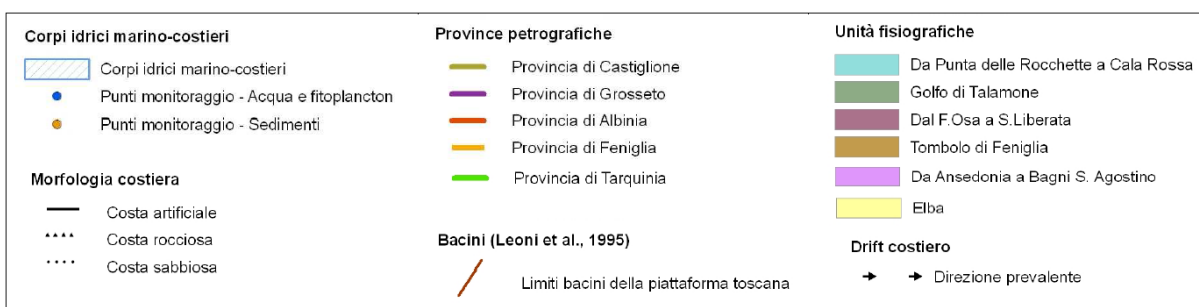 Corpi idrici marino-costieri
Corpi idrici marino-costieri
Punti monitoraggio - Acqua e fitoplancton
Punti monitoraggio - Sedimenti
Morfologia costiera
Costa artificiale
Costa rocciosa
Costa sabbiosa
Province petrografiche
Provincia di Castiglione
Provincia di Grosseto
Provincia di Albinia
Provincia di Feniglia
Provincia di Tarquinia
Bacini (Leoni et al., 1995)
Limiti bacini della piattaforma toscana
Unità fisiografiche
Da Punta delle Rocchette a Cala Rossa
Golfo di Talamone
Dal F.Osa a S.Liberata
Tombolo di Feniglia
Da Ansedonia a Bagni S. Agostino
Elba
Drift costiero
Direzione prevalente